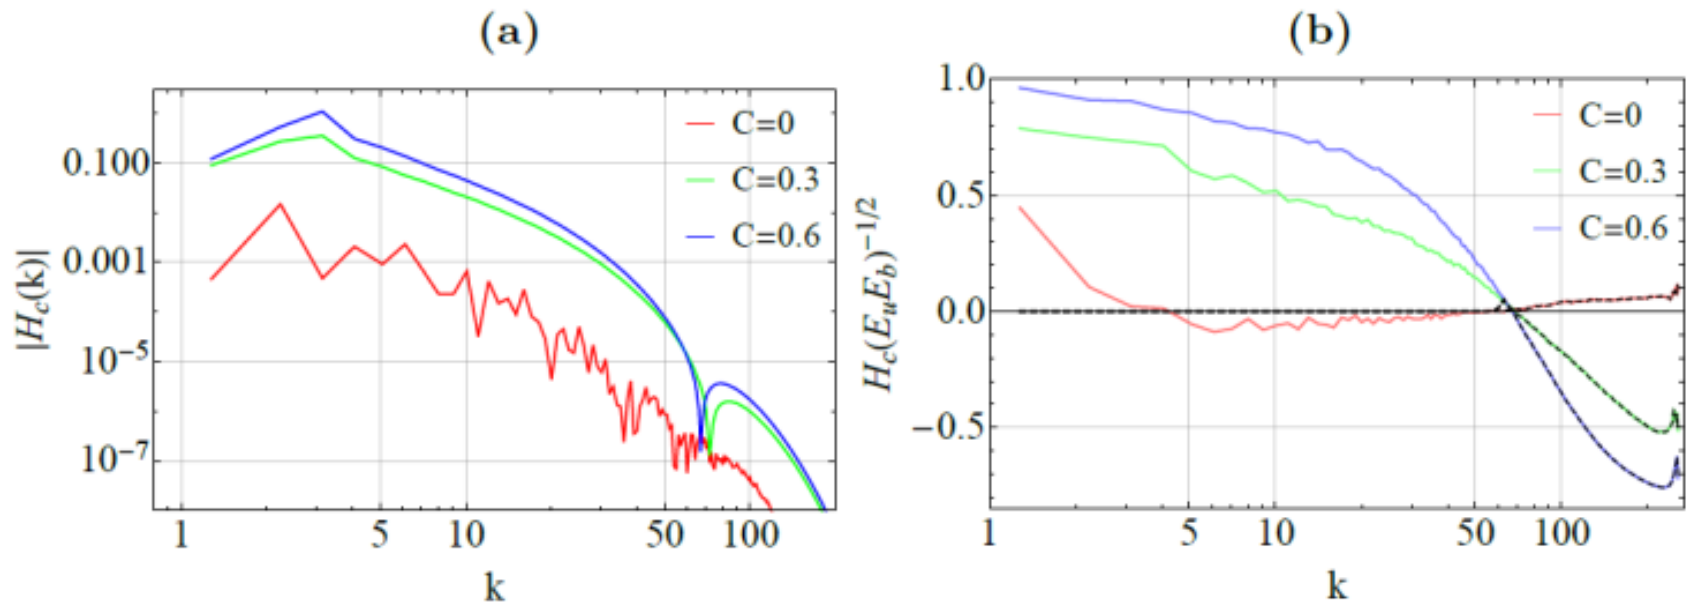 (a)
|H_c(k)|
0.100
0.001
10^{-5}
10^{-7}
C=0
C=0.3
C=0.6
1 5 10 50 100
k
(b)
H_c(E_uE_b)^{-1/2}
1.0
0.5
0.0
-0.5
C=0
C=0.3
C=0.6
1 5 10 50 100
k